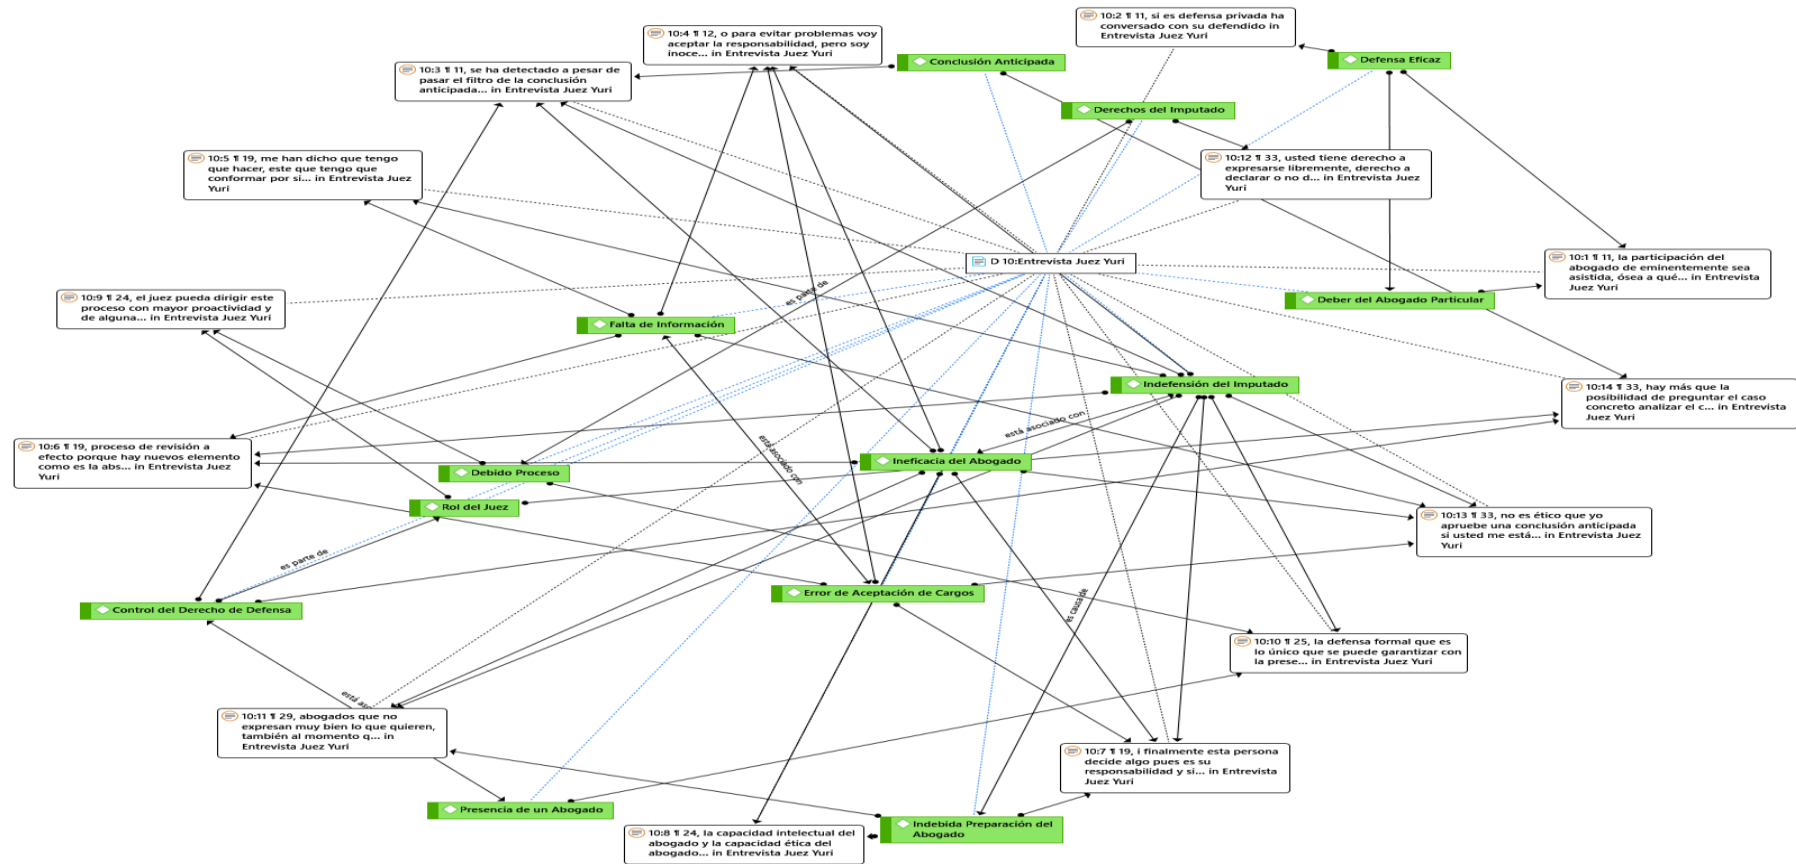 10:2 ¶ 11, si es defensa privada ha
conversado con su defendido in
Entrevista Juez Yuri
10:4 ¶ 12, o para evitar problemas voy
aceptar la responsabilidad, pero soy
inoce... in Entrevista Juez Yuri
Conclusión Anticipada
Defensa Eficaz
10:3 ¶ 11, se ha detectado a pesar de
pasar el filtro de la conclusión
anticipada... in Entrevista Juez Yuri
Derechos del Imputado
10:5 ¶ 19, me han dicho que tengo
que hacer, este que tengo que
conformar por si... in Entrevista Juez
Yuri
10:12 ¶ 33, usted tiene derecho a
expresarse libremente, derecho a
declarar o no d... in Entrevista Juez
Yuri
D 10:Entrevista Juez Yuri
10:1 ¶ 11, la participación del
abogado de eminentemente sea
asistida, ósea a qué... in Entrevista
Juez Yuri
es parte de
10:9 ¶ 24, el juez pueda dirigir este
proceso con mayor proactividad y
de alguna... in Entrevista Juez Yuri
Deber del Abogado Particular
Falta de Información
Indefensión del Imputado
10:14 ¶ 33, hay más que la
posibilidad de preguntar el caso
concreto analizar el c... in Entrevista
Juez Yuri
está asociado con
está asociado con
10:6 ¶ 19, proceso de revisión a
efecto porque hay nuevos elemento
como es la abs... in Entrevista Juez
Yuri
Debido Proceso
Ineficacia del Abogado
Rol del Juez
10:13 ¶ 33, no es ético que yo
apruebe una conclusión anticipada
si usted me está... in Entrevista Juez
Yuri
es parte de
Control del Derecho de Defensa
Error de Aceptación de Cargos
es causa de
10:10 ¶ 25, la defensa formal que es
lo único que se puede garantizar con
la prese... in Entrevista Juez Yuri
está as
10:11 ¶ 29, abogados que no
expresan muy bien lo que quieren,
también al momento q... in
Entrevista Juez Yuri
10:7 ¶ 19, i finalmente esta persona
decide algo pues es su
responsabilidad y si... in Entrevista
Juez Yuri
Presencia de un Abogado
Indebida Preparación del
Abogado
10:8 ¶ 24, la capacidad intelectual del
abogado y la capacidad ética del
abogado... in Entrevista Juez Yuri